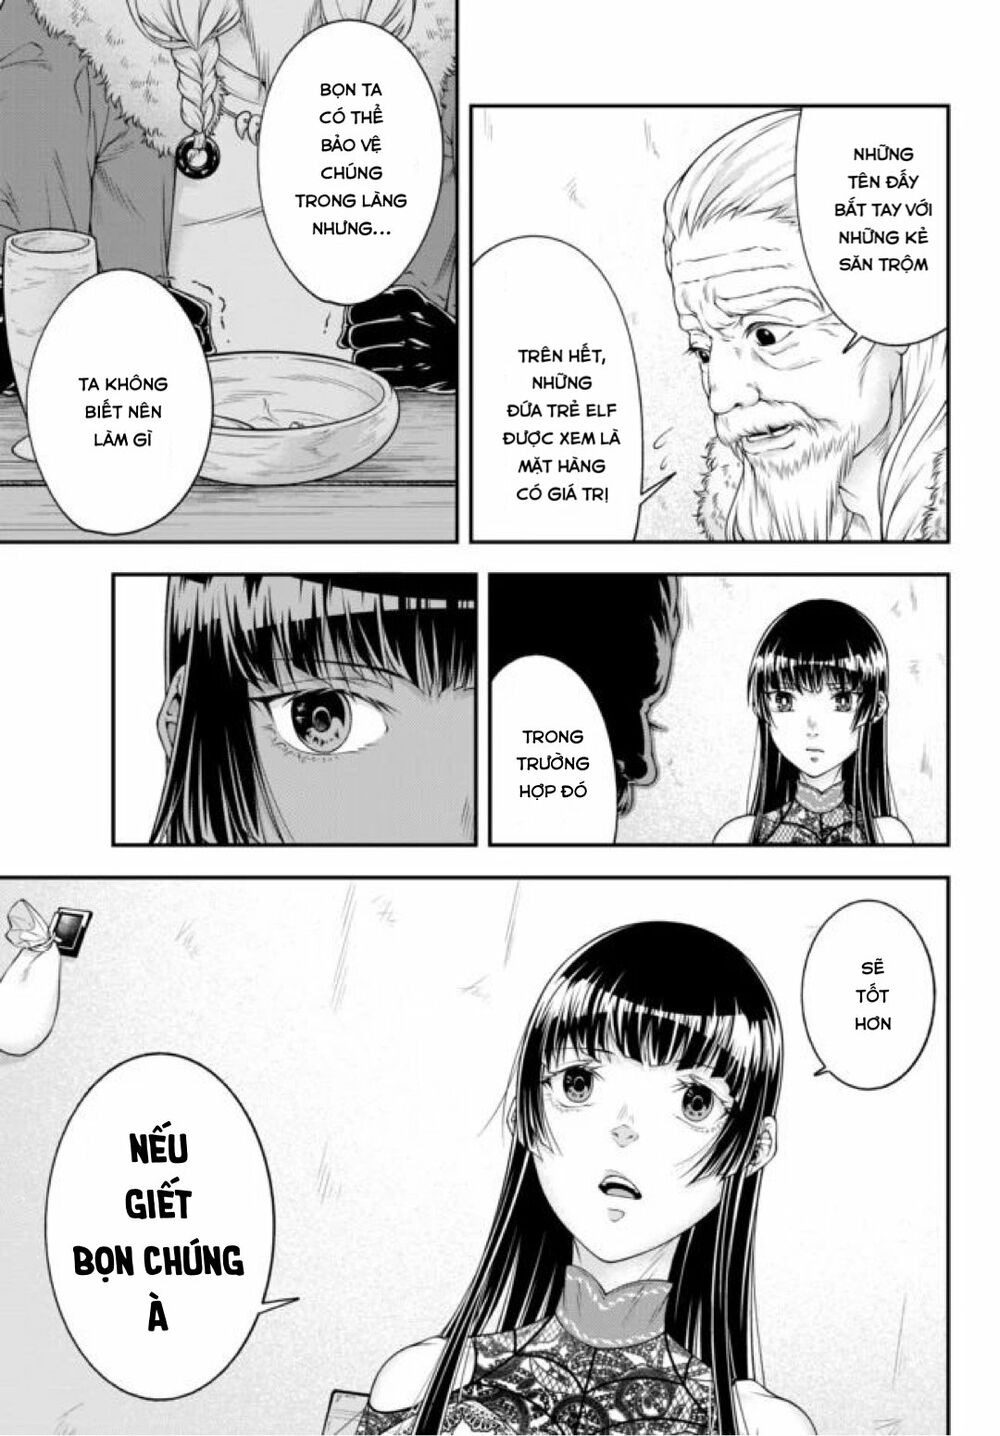 NHỮNG
TÊN ĐẤY
BẮT TAY VỚI
NHỮNG KẺ
SĂN TRỘM
TRÊN HẾT,
NHỮNG
ĐỨA TRẺ ELF
ĐƯỢC XEM LÀ
MẶT HÀNG
CÓ GIÁ TRỊ
BỌN TA
CÓ THỂ
BẢO VỆ
CHÚNG
TRONG LÀNG
NHƯNG...
TA KHÔNG
BIẾT NÊN
LÀM GÌ
TRONG
TRƯỜNG
HỢP ĐÓ
SẼ
TỐT
HƠN
NẾU
GIẾT
BỌN CHÚNG
À